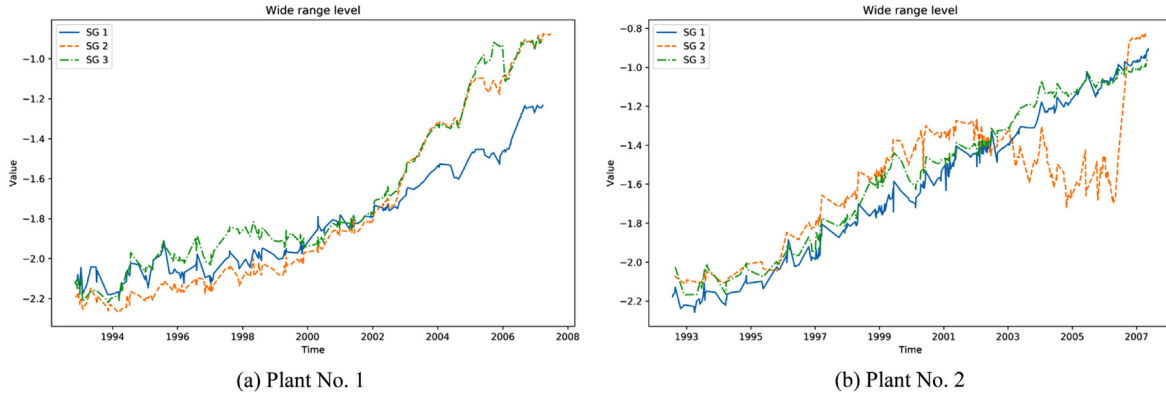 Wide range level
SG 1
SG 2
SG 3
Value
-1.0
-1.2
-1.4
-1.6
-1.8
-2.0
-2.2
1994
1996
1998
2000
2002
2004
2006
2008
Time
(a) Plant No. 1
Wide range level
SG 1
SG 2
SG 3
Value
-0.8
-1.0
-1.2
-1.4
-1.6
-1.8
-2.0
-2.2
1993
1995
1997
1999
2001
2003
2005
2007
Time
(b) Plant No. 2